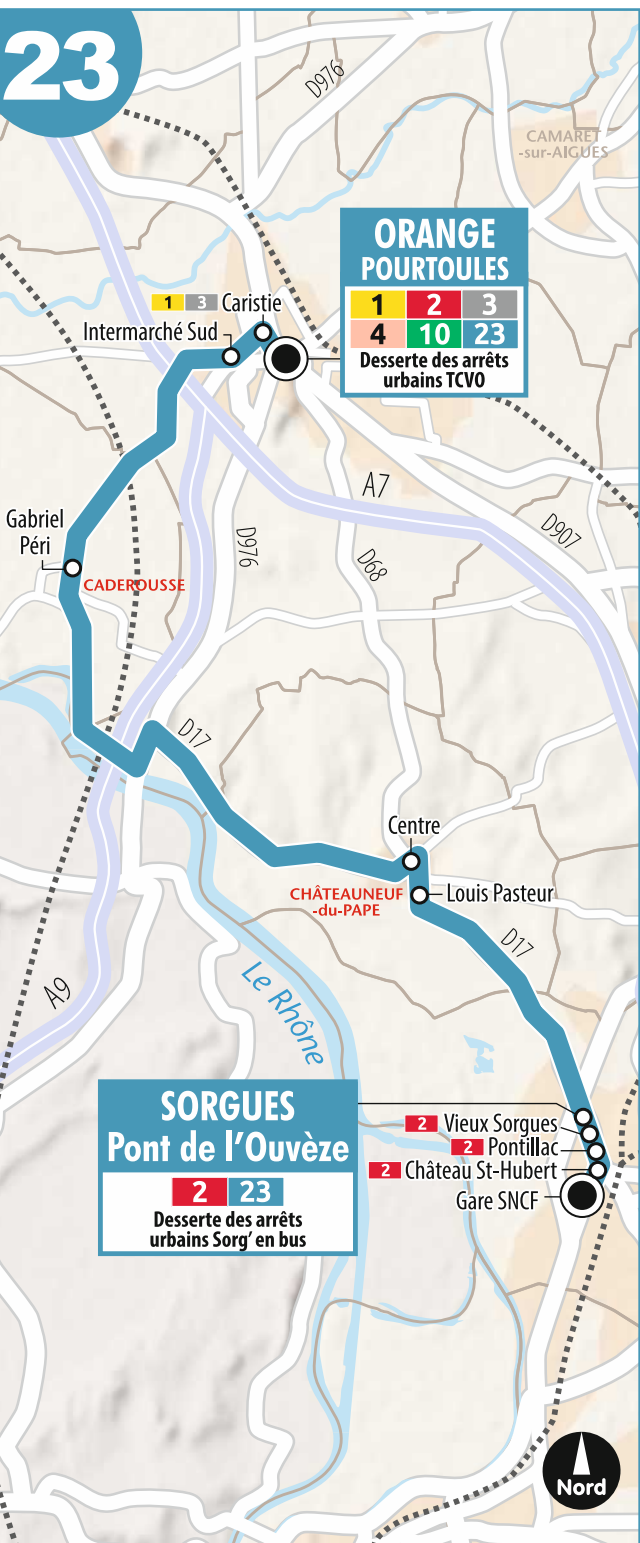 23
D976
CAMARET
-sur-AIGUES
ORANGE
POURTOULES
1 2 3
4 10 23
Desserte des arrêts
urbains TCVO
1 3 Caristie
Intermarché Sud
A7
D907
Gabriel
Péri
D976
D68
CADEROUSSE
D17
Centre
CHÂTEAUNEUF
-du-PAPE
Louis Pasteur
D17
A9
Le Rhône
SORGUES
Pont de l'Ouvèze
2 23
Desserte des arrêts
urbains Sorg' en bus
2 Vieux Sorgues
2 Pontillac
2 Château St-Hubert
Gare SNCF
Nord